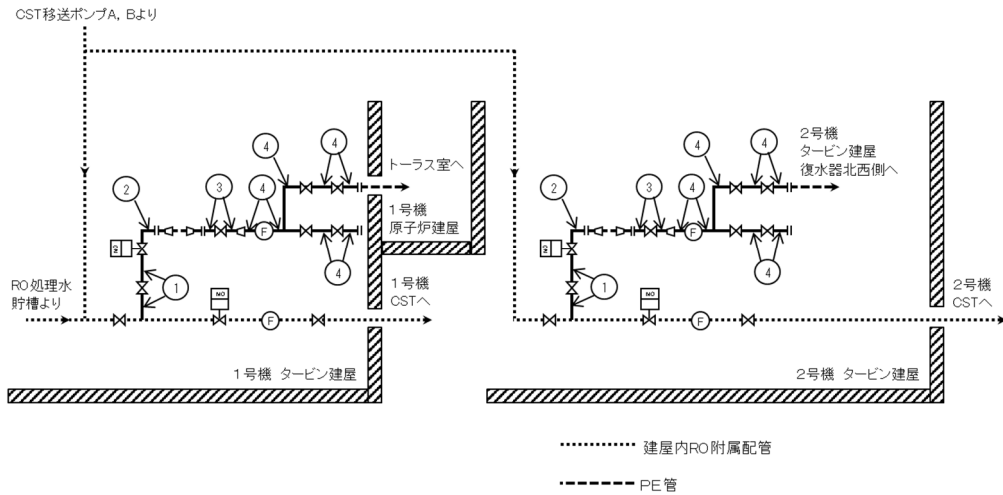 CST移送ポンプA, Bより
④
④
トーラス室へ
②
③
④
1号機
原子炉建屋
F
④
①
RO処理水
貯槽より
NO
F
1号機
CSTへ
1号機 タービン建屋
④
④
2号機
タービン建屋
復水器北西側へ
②
③
④
F
④
①
NO
F
2号機
CSTへ
2号機 タービン建屋
建屋内RO附属配管
PE管